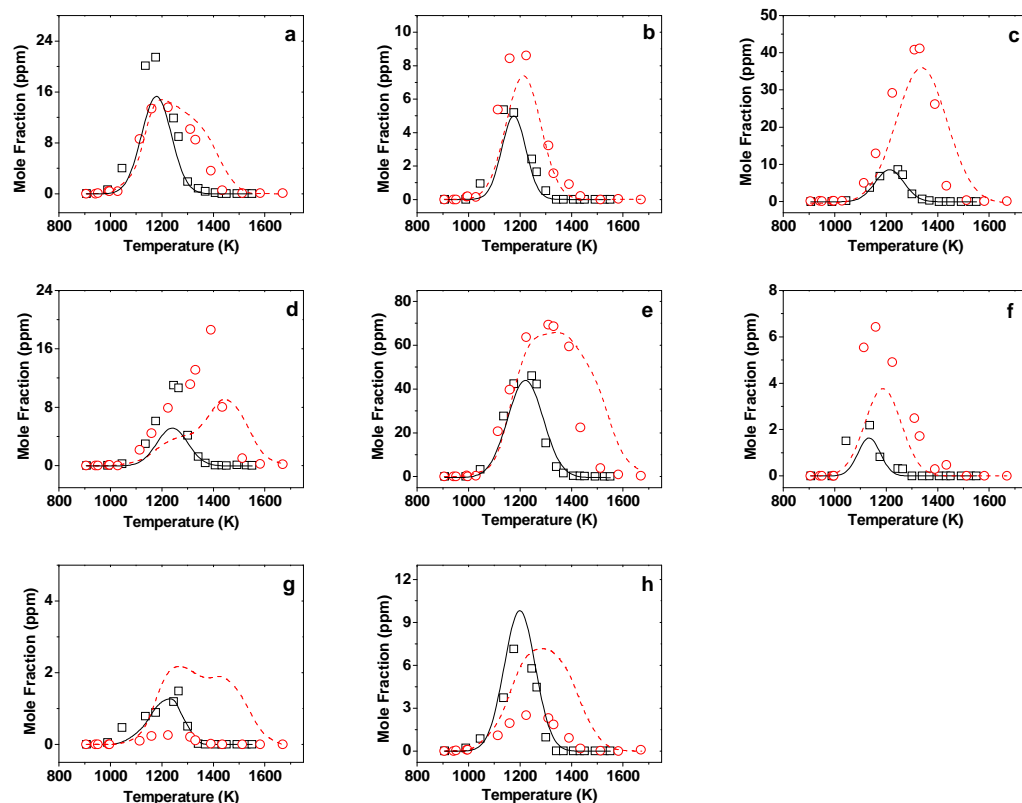 a
24
16
8
0
Mole Fraction (ppm)
800 1000 1200 1400 1600
Temperature (K)
b
10
8
6
4
2
0
Mole Fraction (ppm)
800 1000 1200 1400 1600
Temperature (K)
c
50
40
30
20
10
0
Mole Fraction (ppm)
800 1000 1200 1400 1600
Temperature (K)
d
24
16
8
0
Mole Fraction (ppm)
800 1000 1200 1400 1600
Temperature (K)
e
80
60
40
20
0
Mole Fraction (ppm)
800 1000 1200 1400 1600
Temperature (K)
f
8
6
4
2
0
Mole Fraction (ppm)
800 1000 1200 1400 1600
Temperature (K)
g
4
2
0
Mole Fraction (ppm)
800 1000 1200 1400 1600
Temperature (K)
h
12
9
6
3
0
Mole Fraction (ppm)
800 1000 1200 1400 1600
Temperature (K)